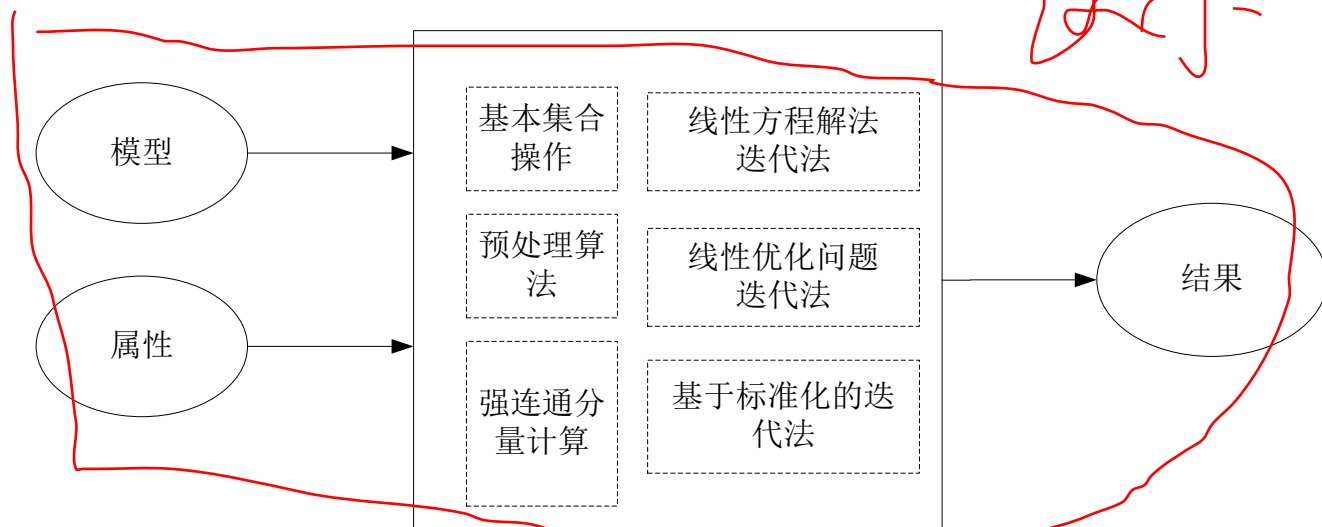 模型
属性
基本集合
操作
预处理算
法
强连通分
量计算
线性方程解法
迭代法
线性优化问题
迭代法
基于标准化的迭
代法
结果